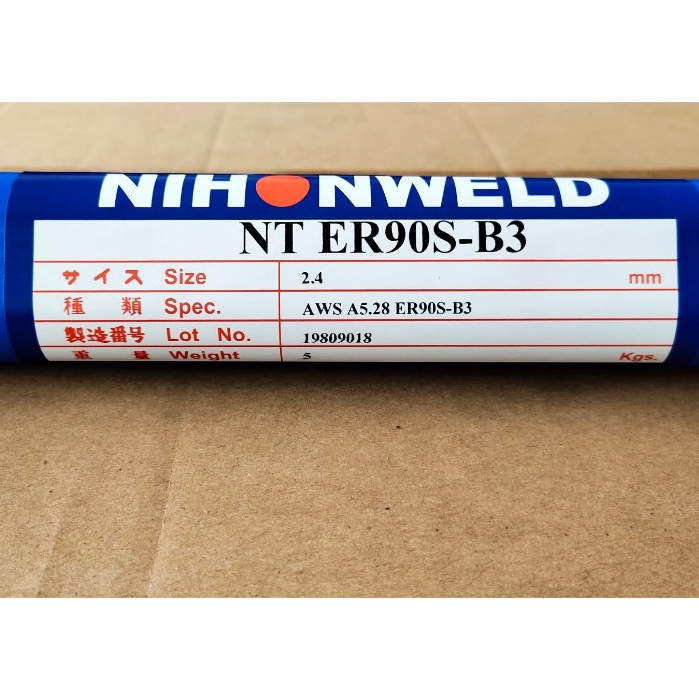 NIHONWELD
NT ER90S-B3
サイズ Size 2.4 mm
種類 Spec. AWS A5.28 ER90S-B3
製造番号 Lot No. 19809018
重量 Weight 5 Kgs.